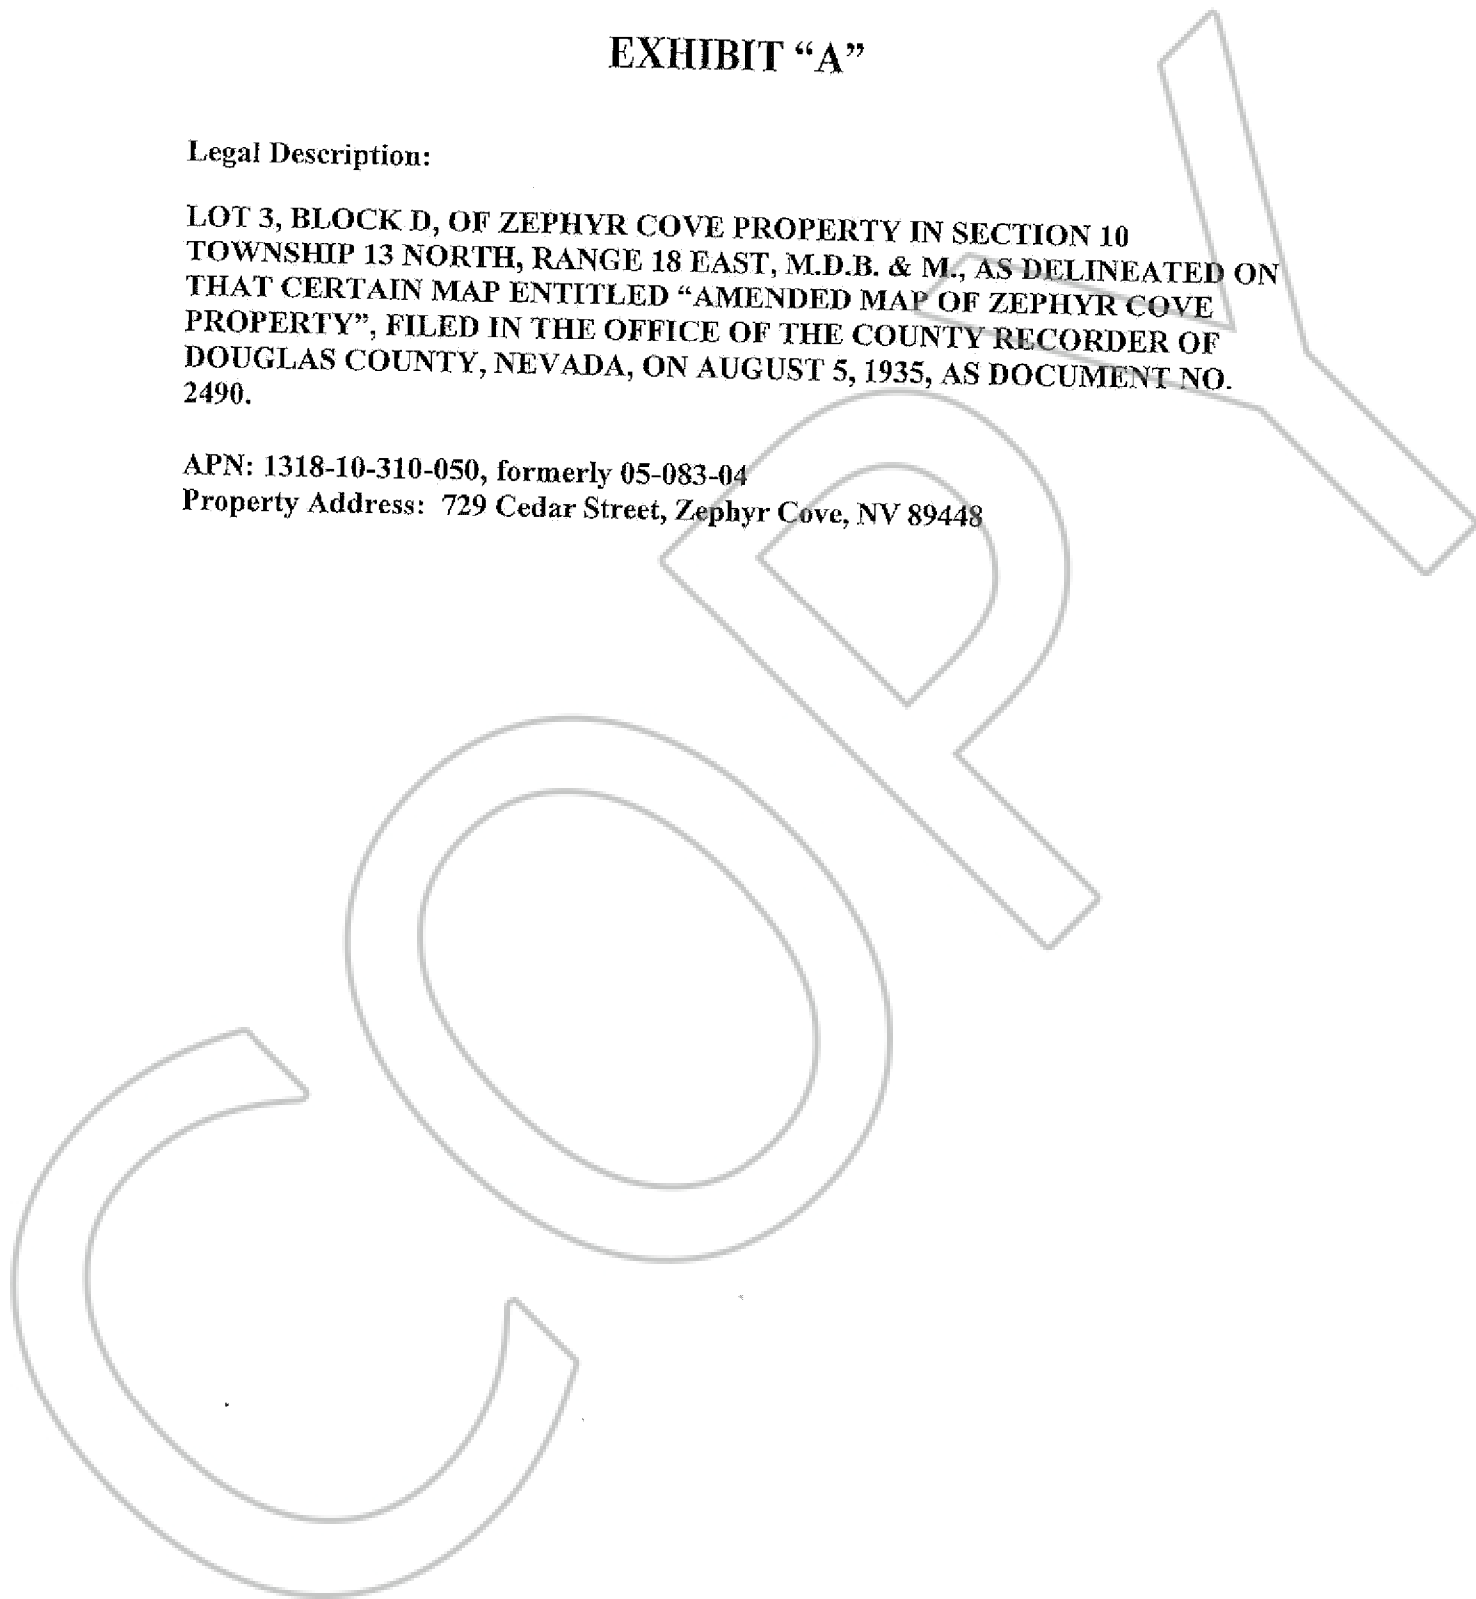 EXHIBIT “A”
Legal Description:
LOT 3, BLOCK D, OF ZEPHYR COVE PROPERTY IN SECTION 10
TOWNSHIP 13 NORTH, RANGE 18 EAST, M.D.B. & M., AS DELINEATED ON
THAT CERTAIN MAP ENTITLED “AMENDED MAP OF ZEPHYR COVE
PROPERTY”, FILED IN THE OFFICE OF THE COUNTY RECORDER OF
DOUGLAS COUNTY, NEVADA, ON AUGUST 5, 1935, AS DOCUMENT NO.
2490.
APN: 1318-10-310-050, formerly 05-083-04
Property Address: 729 Cedar Street, Zephyr Cove, NV 89448
COPY